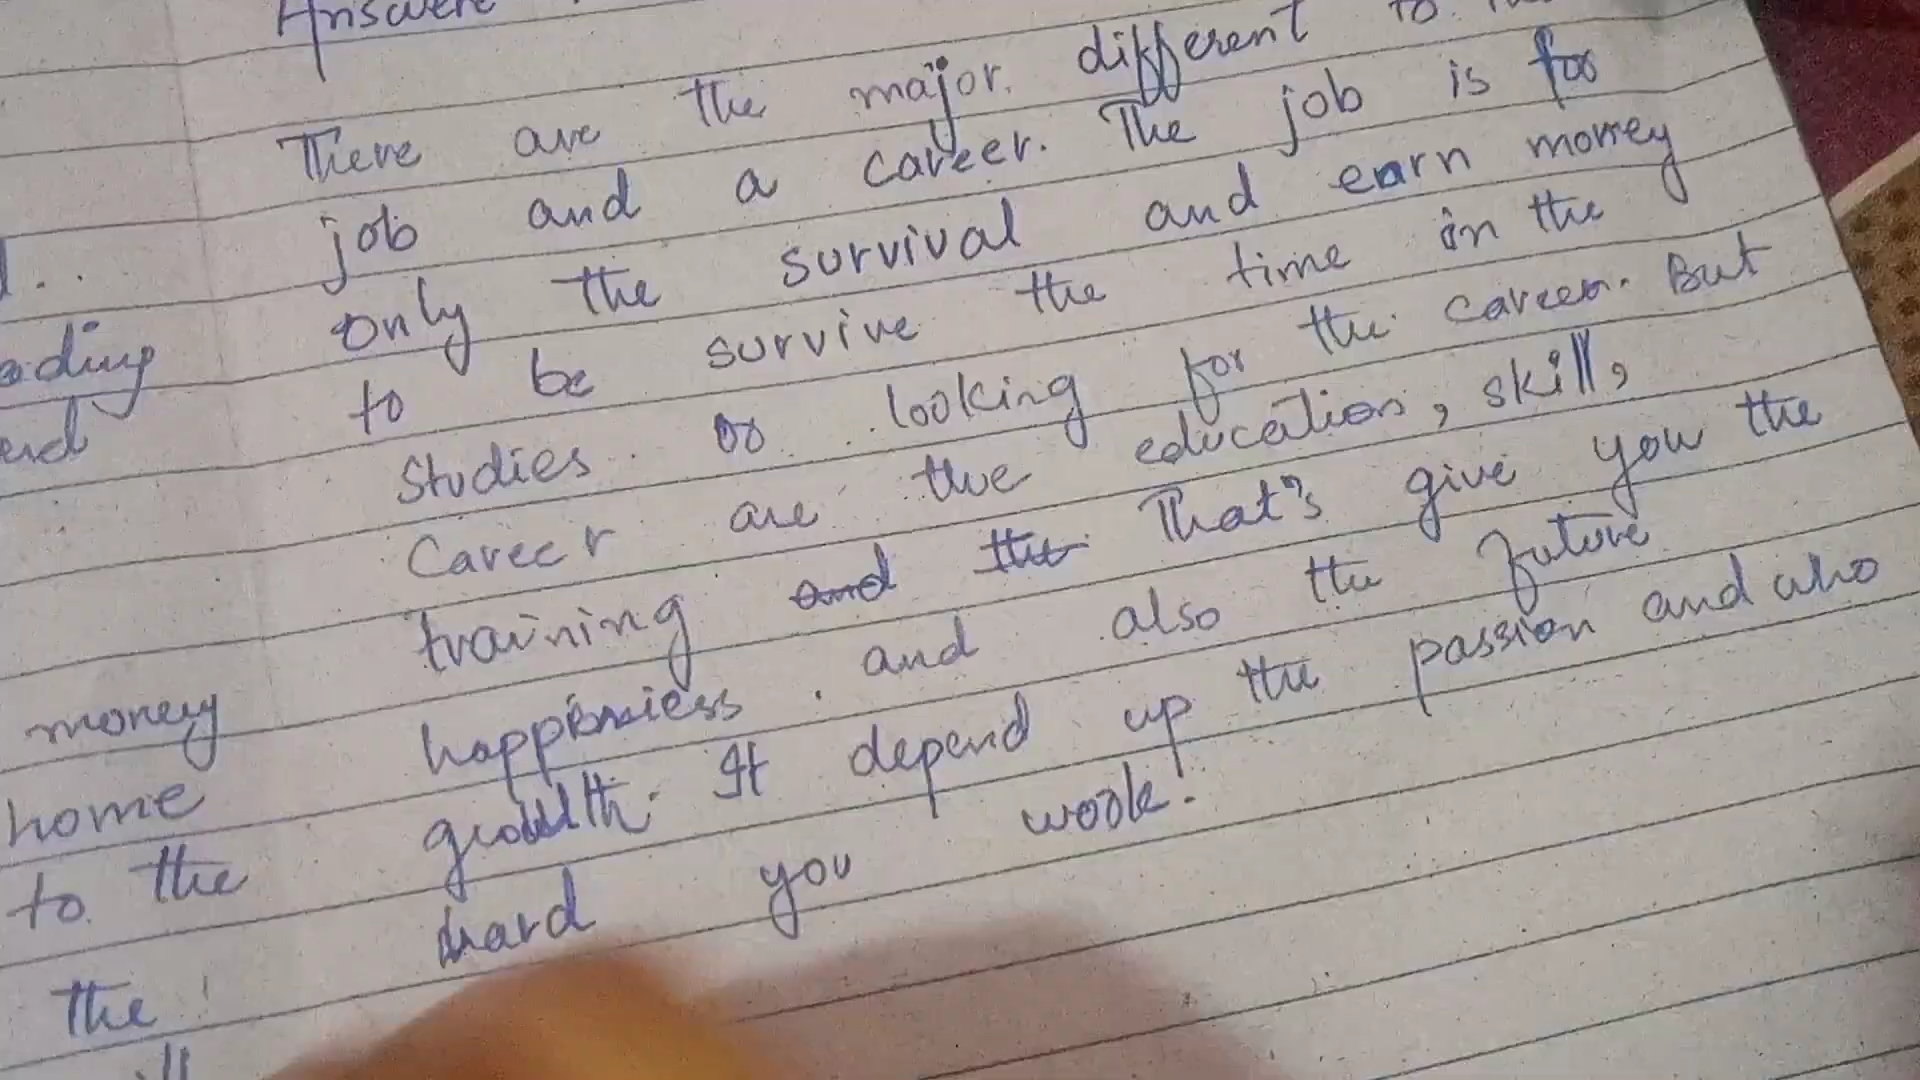 Answer
There are the major. different to
job and a career. The job is for
only the survival and earn money
to be survive the time in the
Studies or looking for the career. But
Career are the education, skill,
training and the That's give you the
happiness. and also the future
growth. It depend up the passion and who
hard you work!
money
home
to the
the